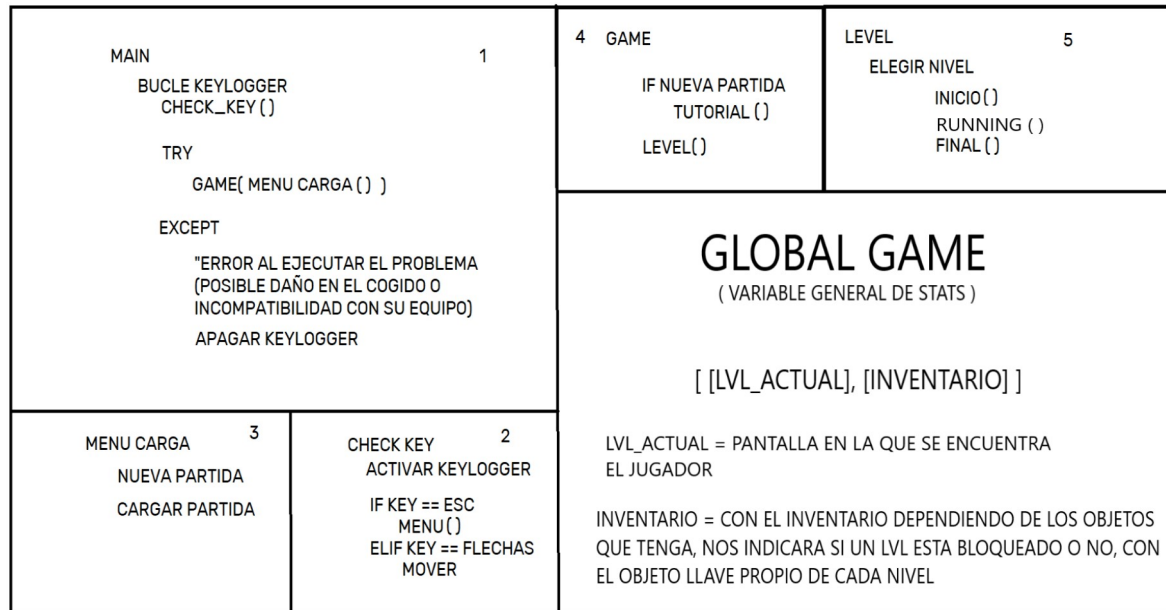 MAIN 1
BUCLE KEYLOGGER
CHECK_KEY ( )
TRY
GAME( MENU CARGA ( ) )
EXCEPT
"ERROR AL EJECUTAR EL PROBLEMA
(POSIBLE DAÑO EN EL COGIDO O
INCOMPATIBILIDAD CON SU EQUIPO)
APAGAR KEYLOGGER
CHECK KEY 2
ACTIVAR KEYLOGGER
IF KEY == ESC
MENU( )
ELIF KEY == FLECHAS
MOVER
MENU CARGA 3
NUEVA PARTIDA
CARGAR PARTIDA
4 GAME
IF NUEVA PARTIDA
TUTORIAL ( )
LEVEL( )
LEVEL 5
ELEGIR NIVEL
INICIO( )
RUNNING ( )
FINAL ( )
GLOBAL GAME
( VARIABLE GENERAL DE STATS )
[ [LVL_ACTUAL], [INVENTARIO] ]
LVL_ACTUAL = PANTALLA EN LA QUE SE ENCUENTRA
EL JUGADOR
INVENTARIO = CON EL INVENTARIO DEPENDIENDO DE LOS OBJETOS
QUE TENGA, NOS INDICARA SI UN LVL ESTA BLOQUEADO O NO, CON
EL OBJETO LLAVE PROPIO DE CADA NIVEL